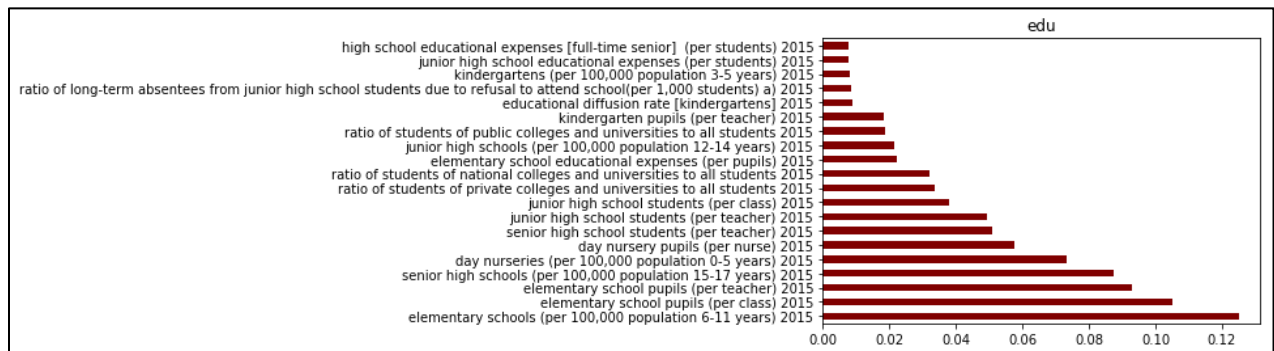 edu
high school educational expenses [full-time senior]  (per students) 2015
junior high school educational expenses (per students) 2015
kindergartens (per 100,000 population 3-5 years) 2015
ratio of long-term absentees from junior high school students due to refusal to attend school(per 1,000 students) a) 2015
educational diffusion rate [kindergartens] 2015
kindergarten pupils (per teacher) 2015
ratio of students of public colleges and universities to all students 2015
junior high schools (per 100,000 population 12-14 years) 2015
elementary school educational expenses (per pupils) 2015
ratio of students of national colleges and universities to all students 2015
ratio of students of private colleges and universities to all students 2015
junior high school students (per class) 2015
junior high school students (per teacher) 2015
senior high school students (per teacher) 2015
day nursery pupils (per nurse) 2015
day nurseries (per 100,000 population 0-5 years) 2015
senior high schools (per 100,000 population 15-17 years) 2015
elementary school pupils (per teacher) 2015
elementary school pupils (per class) 2015
elementary schools (per 100,000 population 6-11 years) 2015
0.00 0.02 0.04 0.06 0.08 0.10 0.12